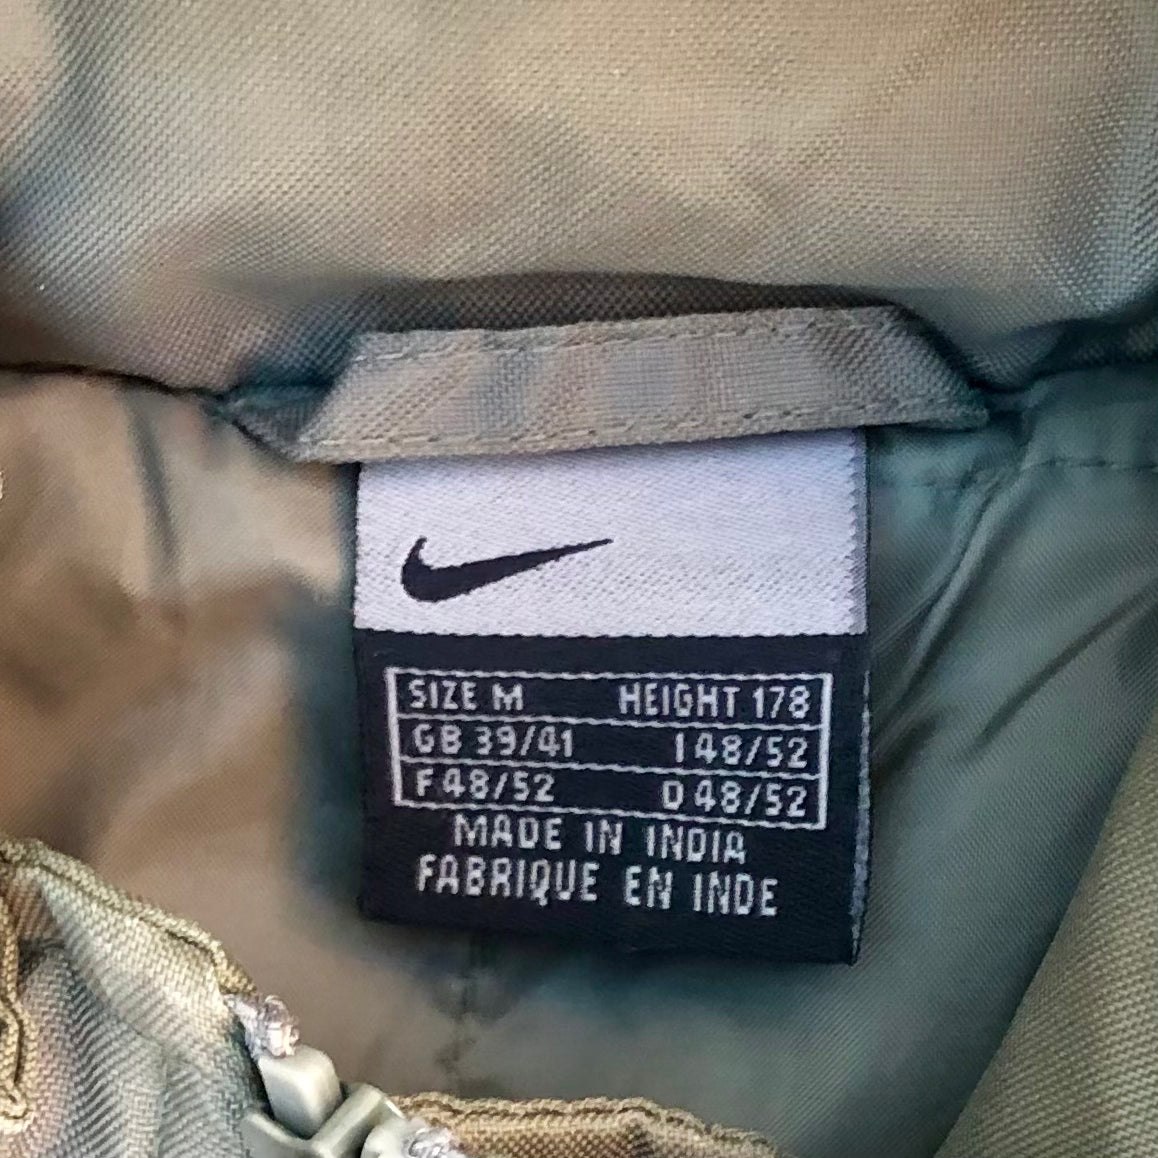 SIZE M HEIGHT 178
GB 39/41 I 48/52
F 48/52 D 48/52
MADE IN INDIA
FABRIQUE EN INDE